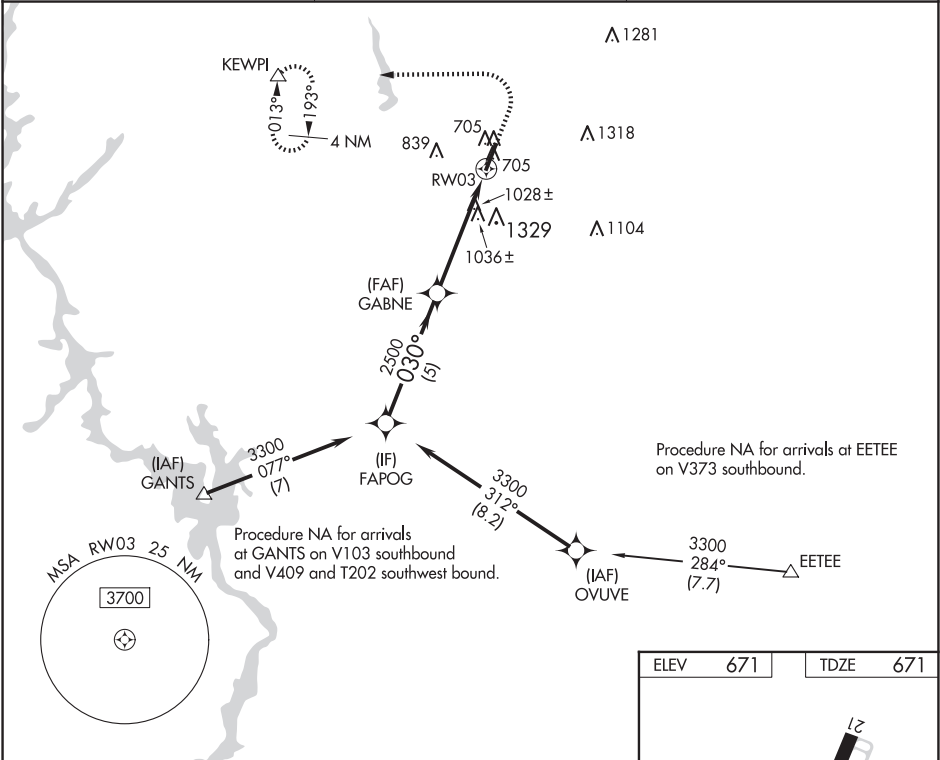 1281
KEWPI
013°
193°
4 NM
839
705
1318
705
RW03
1028±
1329
1036±
1104
(FAF)
GABNE
2500
030°
(5)
(IAF)
GANTS
3300
077°
(7)
(IF)
FAPOG
Procedure NA for arrivals at EETEE
on V373 southbound.
3300
312°
(8.2)
Procedure NA for arrivals
at GANTS on V103 southbound
and V409 and T202 southwest bound.
3300
284°
(7.7)
EETEE
(IAF)
OVUVE
MSA RW03 25 NM
3700
ELEV 671
TDZE 671
21